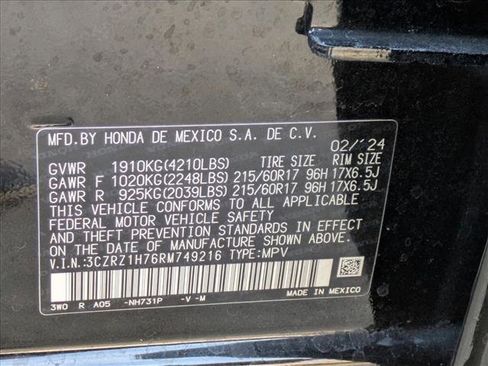 MFD.BY HONDA DE MEXICO S.A. DE C.V.
02/'24
GVWR 1910KG(4210LBS) TIRE SIZE RIM SIZE
GAWR F 1020KG(2248LBS) 215/60R17 96H 17X6.5J
GAWR R 925KG(2039LBS) 215/60R17 96H 17X6.5J
THIS VEHICLE CONFORMS TO ALL APPLICABLE
FEDERAL MOTOR VEHICLE SAFETY BUMPER,
AND THEFT PREVENTION STANDARDS IN EFFECT
ON THE DATE OF MANUFACTURE SHOWN ABOVE.
V.I.N.:3CZRZ1H76RM749216 TYPE:MPV
3W0 R A05 -NH731P -V -M
MADE IN MEXICO